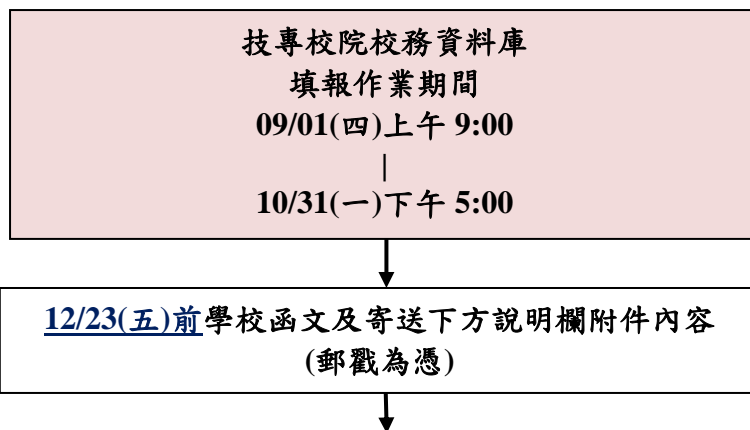 技專校院校務資料庫
填報作業期間
09/01(四)上午 9:00
|
10/31(一)下午 5:00
12/23(五)前學校函文及寄送下方說明欄附件內容
(郵戳為憑)